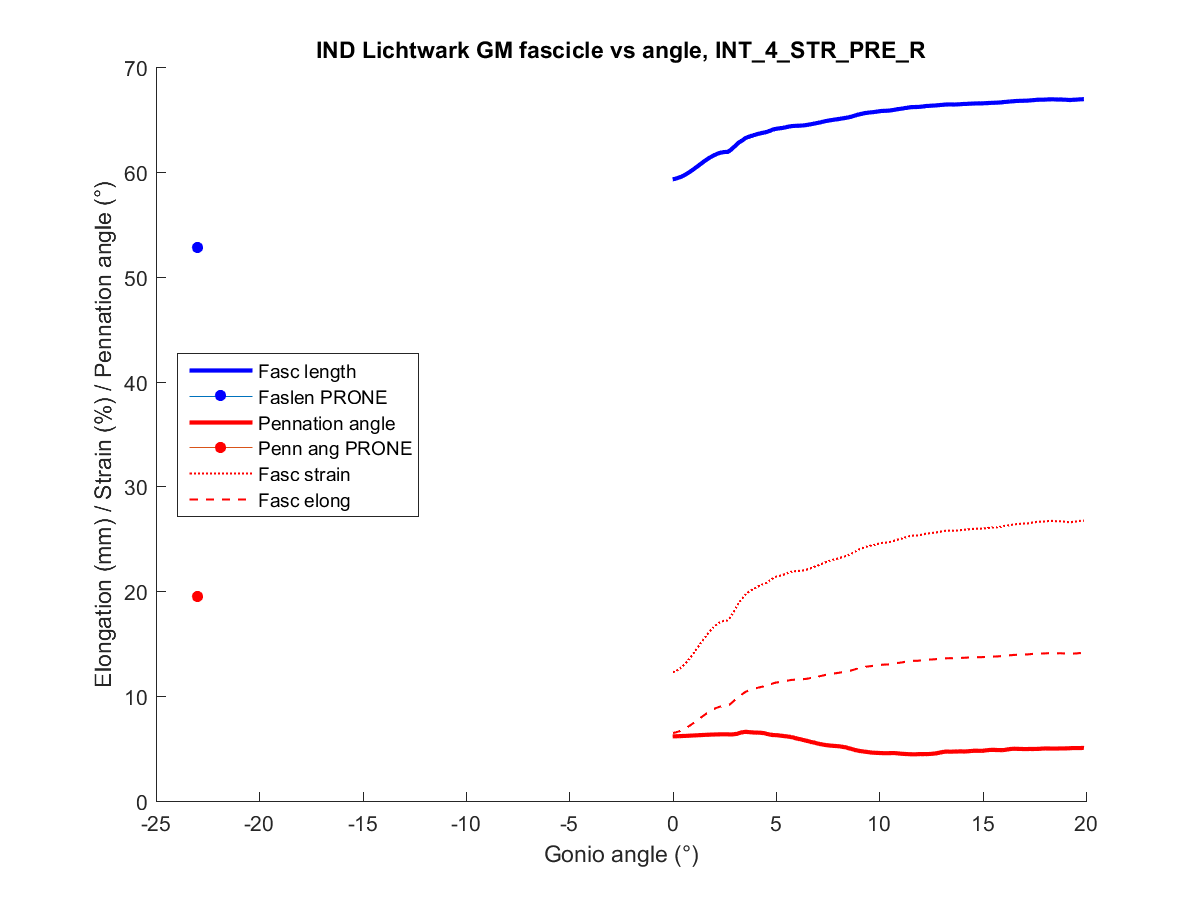 IND Lichtwark GM fascicle vs angle, INT_4_STR_PRE_R
Elongation (mm) / Strain (%) / Pennation angle (°)
70
60
50
40
30
20
10
0
Fasc length
Faslen PRONE
Pennation angle
Penn ang PRONE
Fasc strain
Fasc elong
-25 -20 -15 -10 -5 0 5 10 15 20
Gonio angle (°)